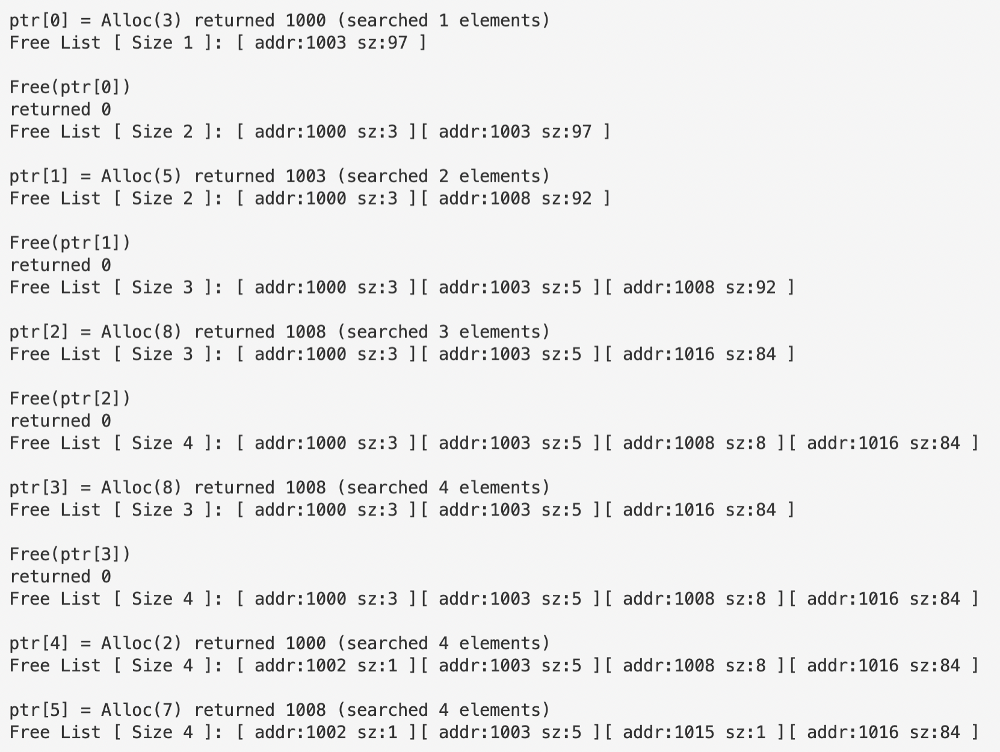 ptr[0] = Alloc(3) returned 1000 (searched 1 elements)
Free List [ Size 1 ]: [ addr:1003 sz:97 ]
Free(ptr[0])
returned 0
Free List [ Size 2 ]: [ addr:1000 sz:3 ][ addr:1003 sz:97 ]
ptr[1] = Alloc(5) returned 1003 (searched 2 elements)
Free List [ Size 2 ]: [ addr:1000 sz:3 ][ addr:1008 sz:92 ]
Free(ptr[1])
returned 0
Free List [ Size 3 ]: [ addr:1000 sz:3 ][ addr:1003 sz:5 ][ addr:1008 sz:92 ]
ptr[2] = Alloc(8) returned 1008 (searched 3 elements)
Free List [ Size 3 ]: [ addr:1000 sz:3 ][ addr:1003 sz:5 ][ addr:1016 sz:84 ]
Free(ptr[2])
returned 0
Free List [ Size 4 ]: [ addr:1000 sz:3 ][ addr:1003 sz:5 ][ addr:1008 sz:8 ][ addr:1016 sz:84 ]
ptr[3] = Alloc(8) returned 1008 (searched 4 elements)
Free List [ Size 3 ]: [ addr:1000 sz:3 ][ addr:1003 sz:5 ][ addr:1016 sz:84 ]
Free(ptr[3])
returned 0
Free List [ Size 4 ]: [ addr:1000 sz:3 ][ addr:1003 sz:5 ][ addr:1008 sz:8 ][ addr:1016 sz:84 ]
ptr[4] = Alloc(2) returned 1000 (searched 4 elements)
Free List [ Size 4 ]: [ addr:1002 sz:1 ][ addr:1003 sz:5 ][ addr:1008 sz:8 ][ addr:1016 sz:84 ]
ptr[5] = Alloc(7) returned 1008 (searched 4 elements)
Free List [ Size 4 ]: [ addr:1002 sz:1 ][ addr:1003 sz:5 ][ addr:1015 sz:1 ][ addr:1016 sz:84 ]